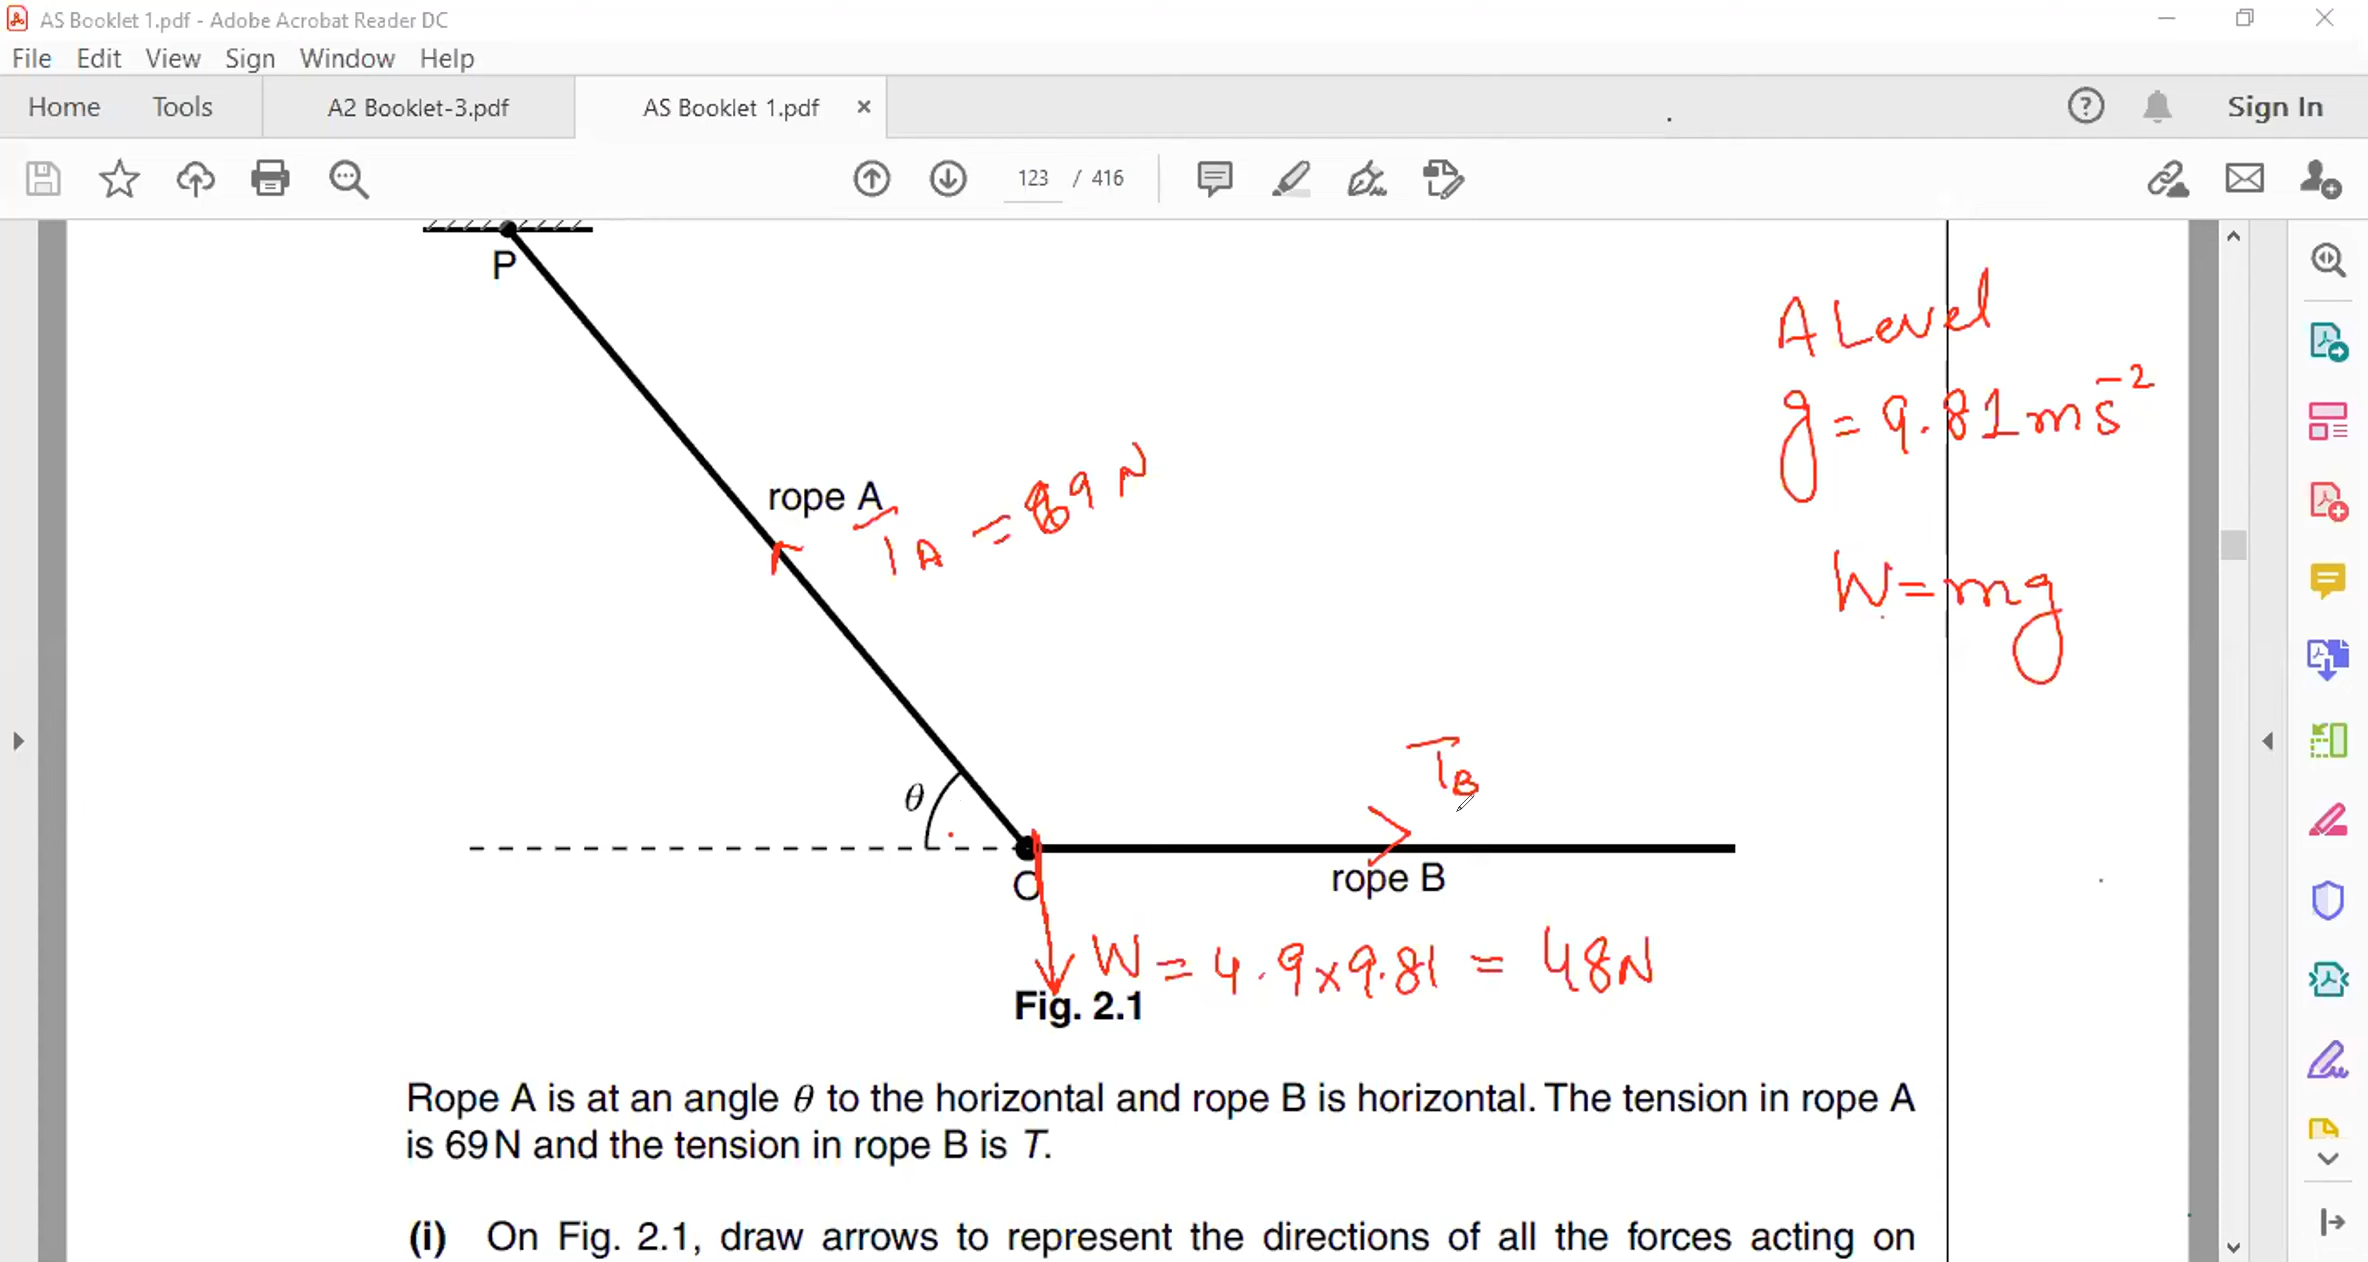 AS Booklet 1.pdf - Adobe Acrobat Reader DC
File Edit View Sign Window Help
Home Tools A2 Booklet-3.pdf AS Booklet 1.pdf × Sign In
123 / 416
P
A Level
g = 9.81 m s⁻²
rope A
T_A = 69 N
W = mg
T_B
θ
O
rope B
W = 4.9 × 9.81 = 48 N
Fig. 2.1
Rope A is at an angle θ to the horizontal and rope B is horizontal. The tension in rope A
is 69 N and the tension in rope B is T.
(i) On Fig. 2.1, draw arrows to represent the directions of all the forces acting on